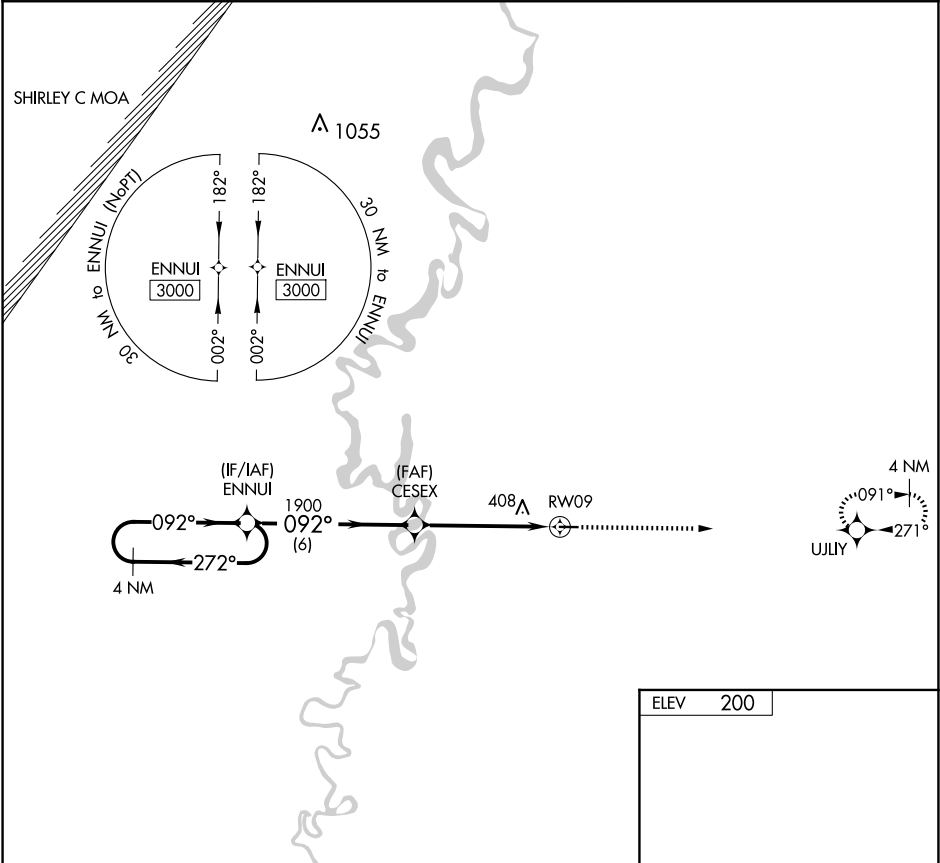 SHIRLEY C MOA
1055
30 NM to ENNUI (NoPT)
182°
182°
30 NM to ENNUI
ENNUI
3000
ENNUI
3000
002°
002°
(IF/IAF)
ENNUI
(FAF)
CESEX
1900
092°
(6)
092°
272°
4 NM
408
RW09
4 NM
091°
271°
UJLIY
ELEV 200